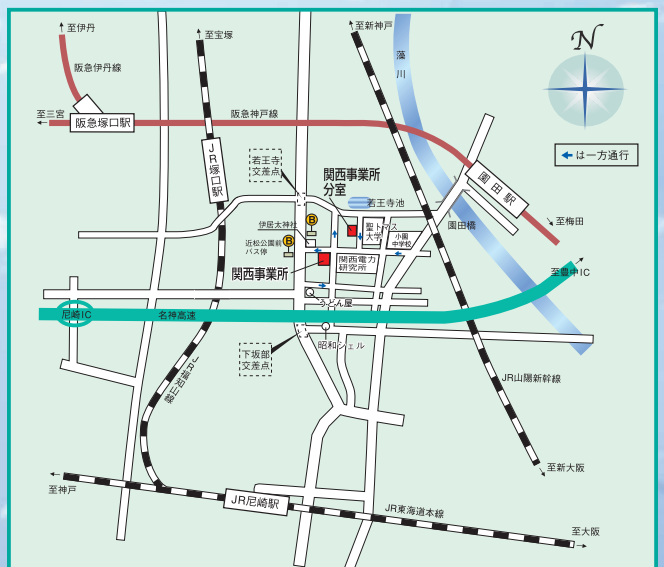 至伊丹
至宝塚
至新神戸
N
阪急伊丹線
藻川
至三宮
阪急塚口駅
阪急神戸線
は一方通行
JR塚口駅
若王寺
交差点
関西事業所
分室
若王寺池
園田駅
至梅田
伊居太神社
B
聖トマス
大学
小園
中学校
園田橋
近松公園前
バス停
B
関西電力
研究所
関西事業所
至豊中IC
うどん屋
尼崎IC
名神高速
昭和シェル
下坂部
交差点
JR福知山線
JR山陽新幹線
至新大阪
至神戸
JR尼崎駅
JR東海道本線
至大阪